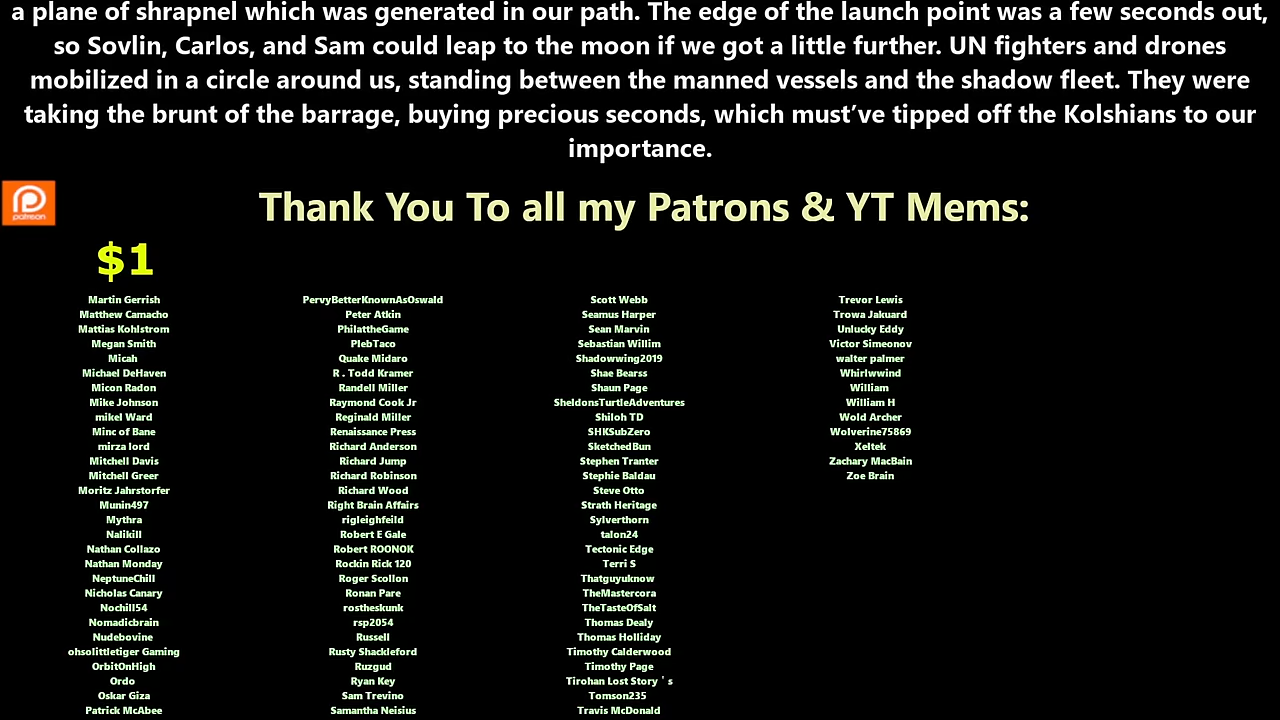 a plane of shrapnel which was generated in our path. The edge of the launch point was a few seconds out,
so Sovlin, Carlos, and Sam could leap to the moon if we got a little further. UN fighters and drones
mobilized in a circle around us, standing between the manned vessels and the shadow fleet. They were
taking the brunt of the barrage, buying precious seconds, which must’ve tipped off the Kolshians to our
importance.
patreon
Thank You To all my Patrons & YT Mems:
$1
Martin Gerrish
Matthew Camacho
Mattias Kohlstrom
Megan Smith
Micah
Michael DeHaven
Micon Radon
Mike Johnson
mikel Ward
Minc of Bane
mirza lord
Mitchell Davis
Mitchell Greer
Moritz Jahrstorfer
Munin497
Mythra
Nalikill
Nathan Collazo
Nathan Monday
NeptuneChill
Nicholas Canary
Nochill54
Nomadicbrain
Nudebovine
ohsolittletiger Gaming
OrbitOnHigh
Ordo
Oskar Giza
Patrick McAbee
PervyBetterKnownAsOswald
Peter Atkin
PhilattheGame
PlebTaco
Quake Midaro
R . Todd Kramer
Randell Miller
Raymond Cook Jr
Reginald Miller
Renaissance Press
Richard Anderson
Richard Jump
Richard Robinson
Richard Wood
Right Brain Affairs
rigleighfeild
Robert E Gale
Robert ROONOK
Rockin Rick 120
Roger Scollon
Ronan Pare
rostheskunk
rsp2054
Russell
Rusty Shackleford
Ruzgud
Ryan Key
Sam Trevino
Samantha Neisius
Scott Webb
Seamus Harper
Sean Marvin
Sebastian Willim
Shadowwing2019
Shae Bearss
Shaun Page
SheldonsTurtleAdventures
Shiloh TD
SHKSubZero
SketchedBun
Stephen Tranter
Stephie Baldau
Steve Otto
Strath Heritage
Sylverthorn
talon24
Tectonic Edge
Terri S
Thatguyuknow
TheMastercora
TheTasteOfSalt
Thomas Dealy
Thomas Holliday
Timothy Calderwood
Timothy Page
Tirohan Lost Story ' s
Tomson235
Travis McDonald
Trevor Lewis
Trowa Jakuard
Unlucky Eddy
Victor Simeonov
walter palmer
Whirlwwind
William
William H
Wold Archer
Wolverine75869
Xeltek
Zachary MacBain
Zoe Brain